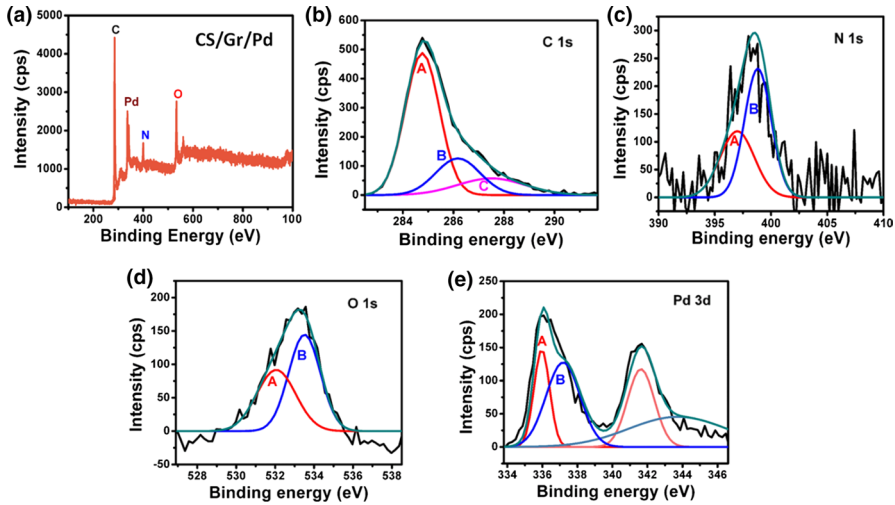 (a)
CS/Gr/Pd
C
Pd
N
O
Intensity (cps)
5000
4000
3000
2000
1000
0
200 400 600 800 100
Binding Energy (eV)
(b)
C 1s
A
B
C
Intensity (cps)
600
500
400
300
200
100
0
284 286 288 290
Binding energy (eV)
(c)
N 1s
A
B
Intensity (cps)
300
250
200
150
100
50
0
390 395 400 405 410
Binding energy (eV)
(d)
O 1s
A
B
Intensity (cps)
200
150
100
50
0
-50
528 530 532 534 536 538
Binding energy (eV)
(e)
Pd 3d
A
B
Intensity (cps)
250
200
150
100
50
0
334 336 338 340 342 344 346
Binding energy (eV)